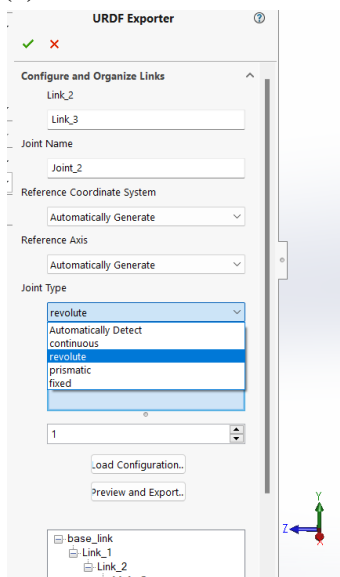 URDF Exporter
Configure and Organize Links
Link_2
Link_3
Joint Name
Joint_2
Reference Coordinate System
Automatically Generate
Reference Axis
Automatically Generate
Joint Type
revolute
Automatically Detect
continuous
revolute
prismatic
fixed
1
Load Configuration..
Preview and Export..
base_link
Link_1
Link_2
Y
Z